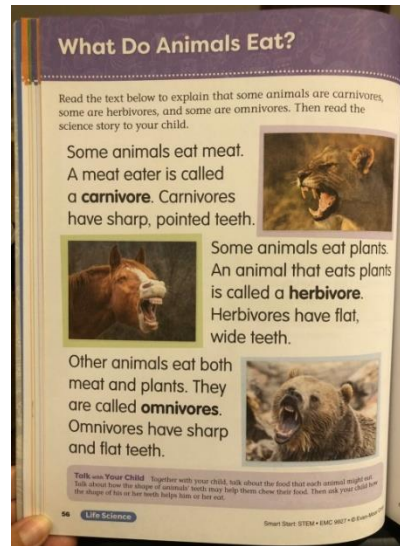 What Do Animals Eat?
Read the text below to explain that some animals are carnivores,
some are herbivores, and some are omnivores. Then read the
science story to your child.
Some animals eat meat.
A meat eater is called
a carnivore. Carnivores
have sharp, pointed teeth.
Some animals eat plants.
An animal that eats plants
is called a herbivore.
Herbivores have flat,
wide teeth.
Other animals eat both
meat and plants. They
are called omnivores.
Omnivores have sharp
and flat teeth.
Talk with Your Child Together with your child, talk about the food that each animal might eat.
Talk about how the shape of animals' teeth may help them chew their food. Then ask your child how
the shape of his or her teeth helps him or her eat.
56 Life Science
Smart Start: STEM • EMC 9927 • © Evan-Moor